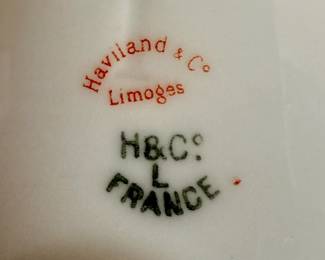 Haviland & Co
Limoges
H&Co
L
FRANCE